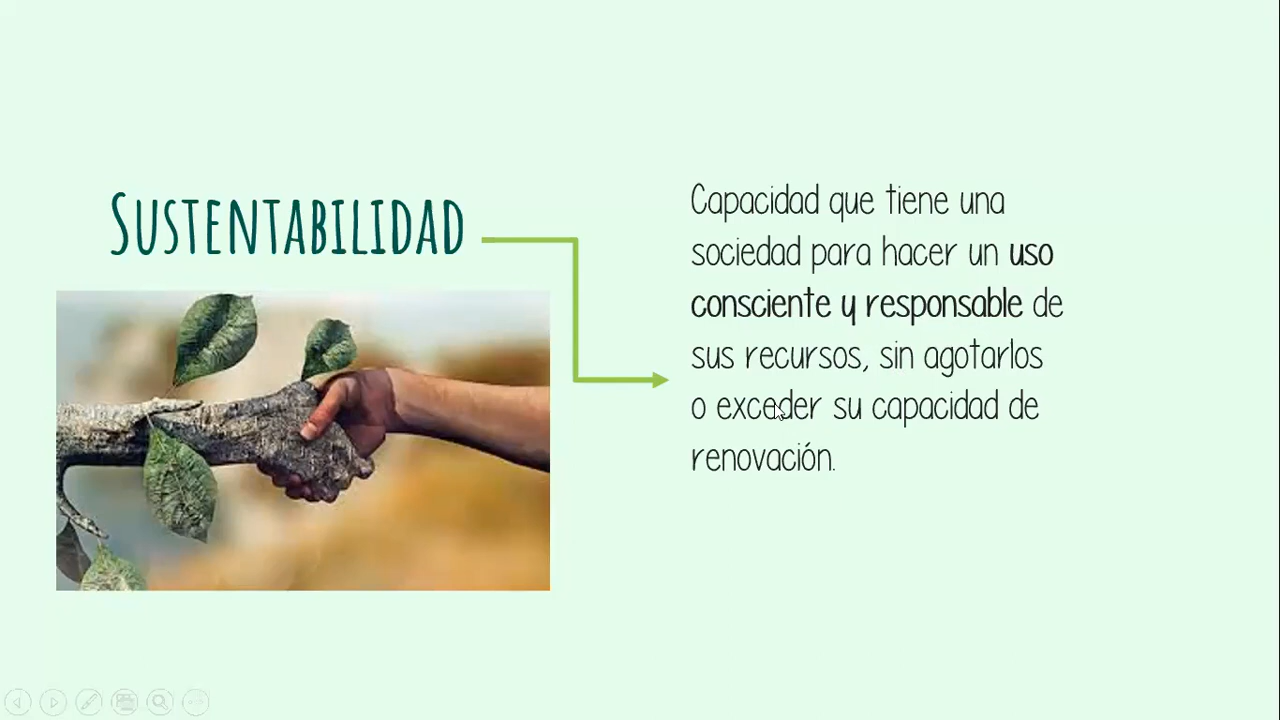 SUSTENTABILIDAD
Capacidad que tiene una
sociedad para hacer un uso
consciente y responsable de
sus recursos, sin agotarlos
o exceder su capacidad de
renovación.